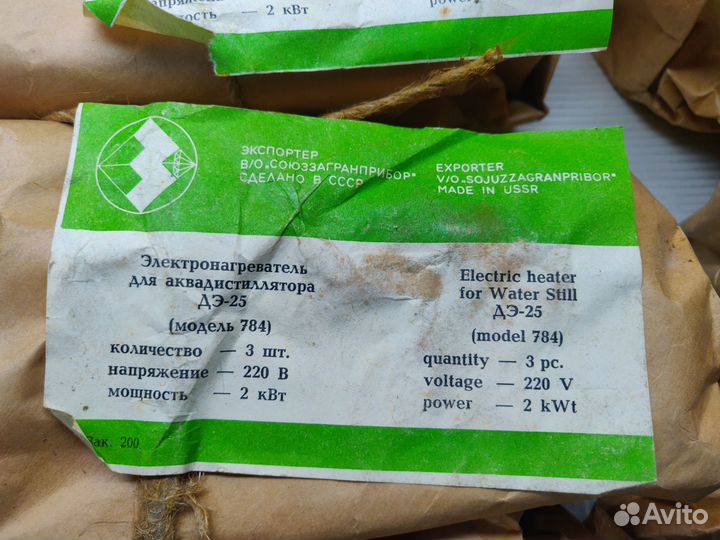 напряжение
мощность — 2 кВт
power
ЭКСПОРТЕР
В/О „СОЮЗЗАГРАНПРИБОР"
СДЕЛАНО В СССР
EXPORTER
V/O „SOJUZZAGRANPRIBOR"
MADE IN USSR
Электронагреватель
для аквадистиллятора
ДЭ-25
(модель 784)
количество — 3 шт.
напряжение — 220 В
мощность — 2 кВт
Electric heater
for Water Still
ДЭ-25
(model 784)
quantity — 3 pc.
voltage — 220 V
power — 2 kWt
Зак. 200
Avito